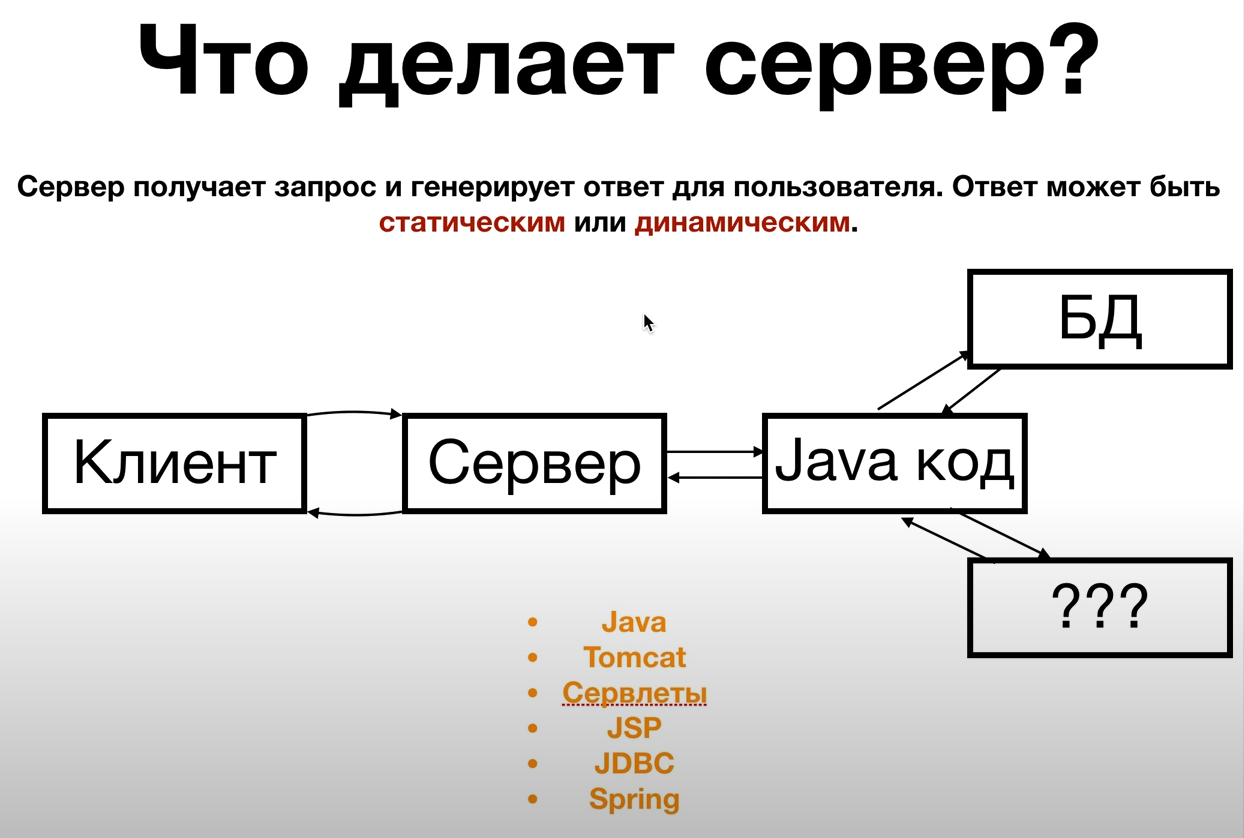 Что делает сервер?
Сервер получает запрос и генерирует ответ для пользователя. Ответ может быть
статическим или динамическим.
БД
Клиент
Сервер
Java код
???
• Java
• Tomcat
• Сервлеты
• JSP
• JDBC
• Spring